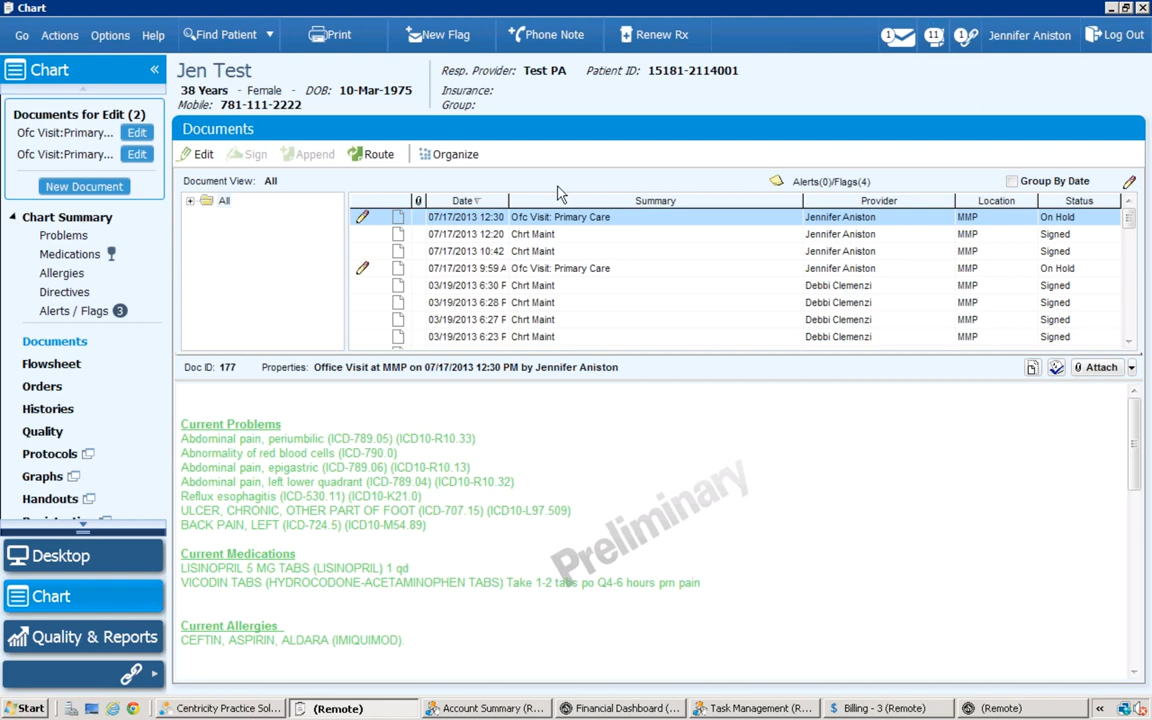 Chart
Go Actions Options Help Find Patient Print New Flag Phone Note Renew Rx 1 11 1 Jennifer Aniston Log Out
Chart «
Documents for Edit (2)
Ofc Visit:Primary... Edit
Ofc Visit:Primary... Edit
New Document
Chart Summary
Problems
Medications
Allergies
Directives
Alerts / Flags 3
Documents
Flowsheet
Orders
Histories
Quality
Protocols
Graphs
Handouts
Desktop
Chart
Quality & Reports
Jen Test
38 Years - Female - DOB: 10-Mar-1975
Mobile: 781-111-2222
Resp. Provider: Test PA Patient ID: 15181-2114001
Insurance:
Group:
Documents
Edit Sign Append Route Organize
Document View: All Alerts(0)/Flags(4) Group By Date
All
Date Summary Provider Location Status
07/17/2013 12:30 Ofc Visit: Primary Care Jennifer Aniston MMP On Hold
07/17/2013 12:20 Chrt Maint Jennifer Aniston MMP Signed
07/17/2013 10:42 Chrt Maint Jennifer Aniston MMP Signed
07/17/2013 9:59 A Ofc Visit: Primary Care Jennifer Aniston MMP On Hold
03/19/2013 6:30 F Chrt Maint Debbi Clemenzi MMP Signed
03/19/2013 6:28 F Chrt Maint Debbi Clemenzi MMP Signed
03/19/2013 6:27 F Chrt Maint Debbi Clemenzi MMP Signed
03/19/2013 6:23 F Chrt Maint Debbi Clemenzi MMP Signed
Doc ID: 177 Properties: Office Visit at MMP on 07/17/2013 12:30 PM by Jennifer Aniston Attach
Current Problems
Abdominal pain, periumbilic (ICD-789.05) (ICD10-R10.33)
Abnormality of red blood cells (ICD-790.0)
Abdominal pain, epigastric (ICD-789.06) (ICD10-R10.13)
Abdominal pain, left lower quadrant (ICD-789.04) (ICD10-R10.32)
Reflux esophagitis (ICD-530.11) (ICD10-K21.0)
ULCER, CHRONIC, OTHER PART OF FOOT (ICD-707.15) (ICD10-L97.509)
BACK PAIN, LEFT (ICD-724.5) (ICD10-M54.89)
Preliminary
Current Medications
LISINOPRIL 5 MG TABS (LISINOPRIL) 1 qd
VICODIN TABS (HYDROCODONE-ACETAMINOPHEN TABS) Take 1-2 tabs po Q4-6 hours prn pain
Current Allergies
CEFTIN, ASPIRIN, ALDARA (IMIQUIMOD).
Start Centricity Practice Sol... (Remote) Account Summary (R... Financial Dashboard (... Task Management (R... Billing - 3 (Remote) (Remote) «